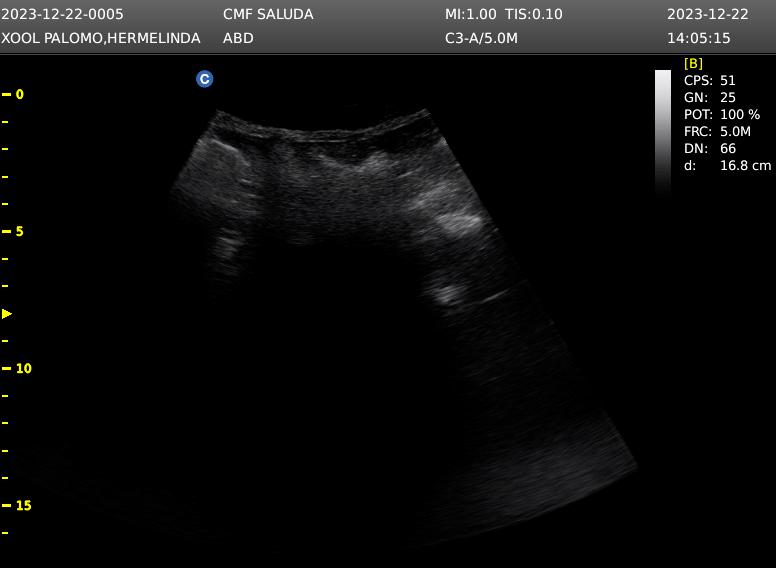 2023-12-22-0005 CMF SALUDA MI:1.00 TIS:0.10 2023-12-22
XOOL PALOMO,HERMELINDA ABD C3-A/5.0M 14:05:15
C
[B]
CPS: 51
GN: 25
POT: 100 %
FRC: 5.0M
DN: 66
d: 16.8 cm
0
5
10
15